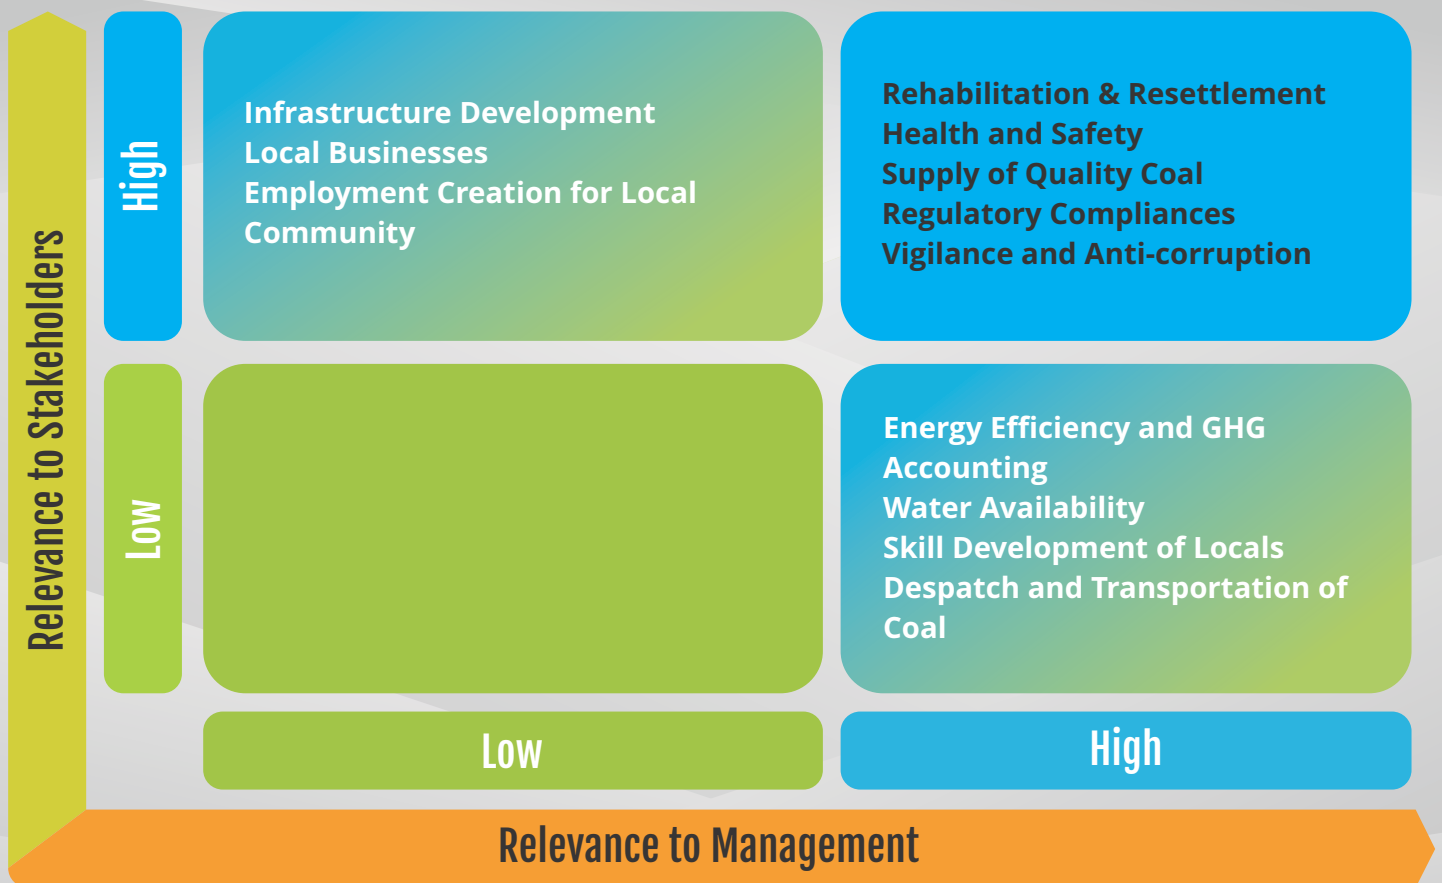 Relevance to Stakeholders
High
Infrastructure Development
Local Businesses
Employment Creation for Local
Community
Rehabilitation & Resettlement
Health and Safety
Supply of Quality Coal
Regulatory Compliances
Vigilance and Anti-corruption
Low
Energy Efficiency and GHG
Accounting
Water Availability
Skill Development of Locals
Despatch and Transportation of
Coal
Low
High
Relevance to Management